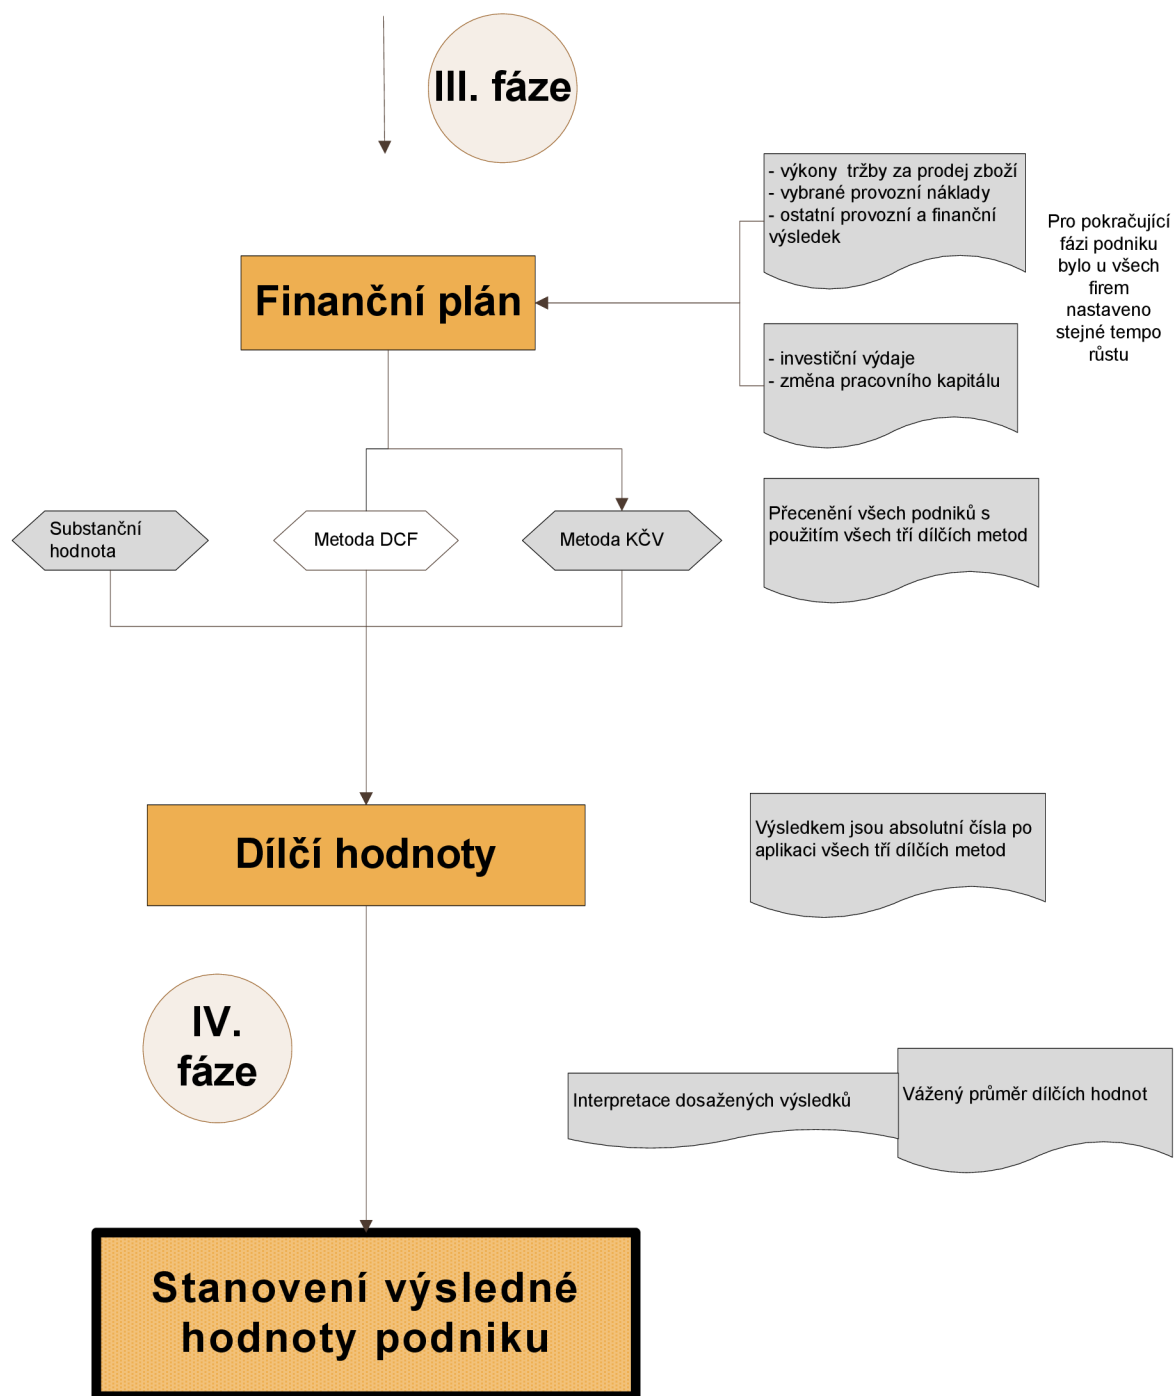 III. fáze
- výkony  tržby za prodej zboží
- vybrané provozní náklady
- ostatní provozní a finanční
výsledek
Pro pokračující
fázi podniku
bylo u všech
firem
nastaveno
stejné tempo
růstu
Finanční plán
- investiční výdaje
- změna pracovního kapitálu
Substanční
hodnota
Metoda DCF
Metoda KČV
Přecenění všech podniků s
použitím všech tří dílčích metod
Dílčí hodnoty
Výsledkem jsou absolutní čísla po
aplikaci všech tří dílčích metod
IV.
fáze
Interpretace dosažených výsledků
Vážený průměr dílčích hodnot
Stanovení výsledné
hodnoty podniku